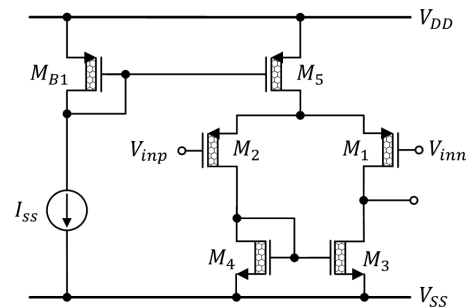 V_DD
M_B1
M_5
V_inp
M_2
M_1
V_inn
I_ss
M_4
M_3
V_SS